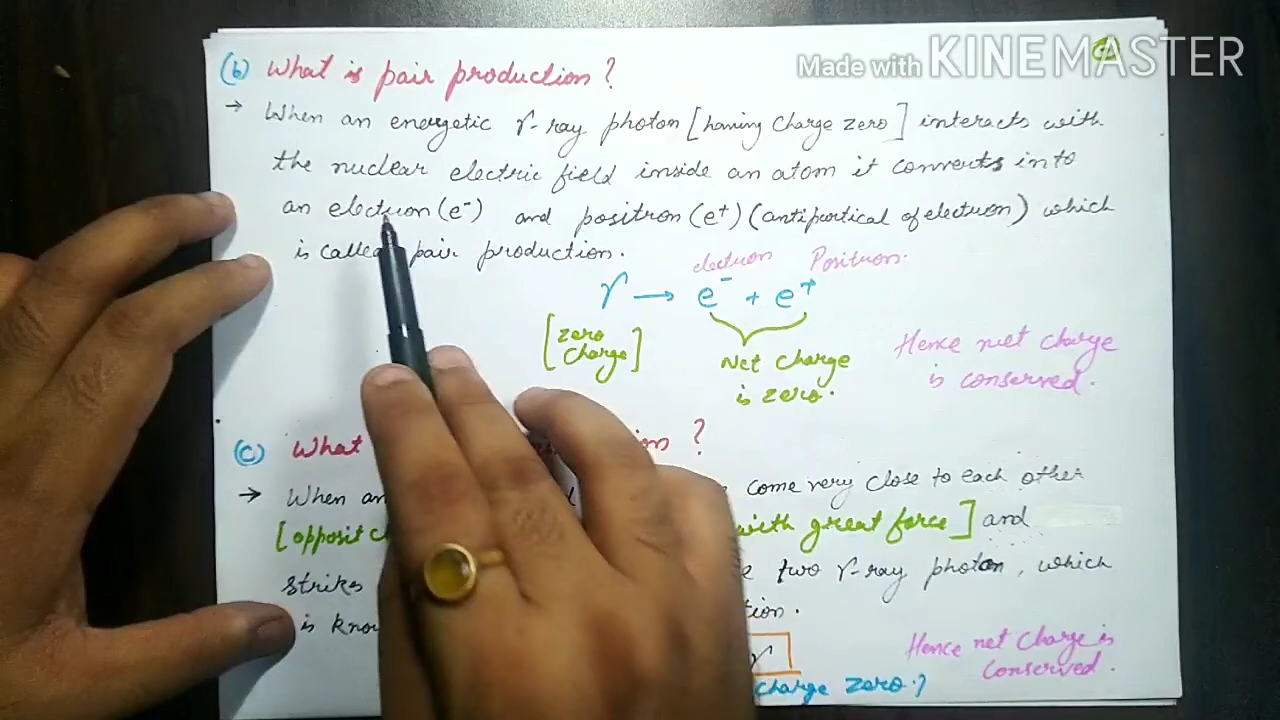 Made with KINEMASTER
(b) What is pair production?
→ When an energetic γ-ray photon [having Charge zero] interacts with
the nuclear electric field inside an atom it converts into
an electron (e⁻) and positron (e⁺) (antipartical of electron) which
is called pair production.
electron Positron.
γ → e⁻ + e⁺
[zero
Charge]
Net Charge
is zero.
Hence net charge
is conserved.
(c) What ?
→ When an come very close to each other
[opposit with great force] and
strikes two γ-ray photon, which
is
γ
Hence net charge is
conserved.
charge zero.